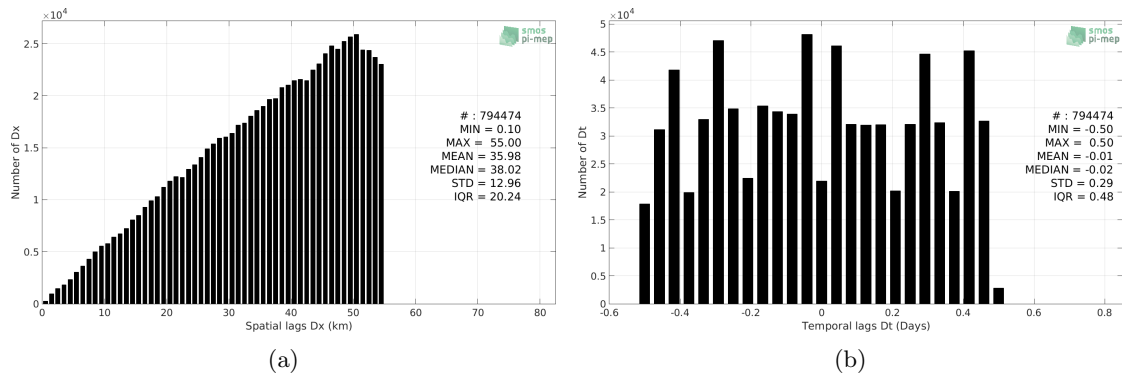 ×10⁴
2.5
2
1.5
1
0.5
0
Number of Dx
0 10 20 30 40 50 60 70 80
Spatial lags Dx (km)
smos
pi-mep
# : 794474
MIN = 0.10
MAX = 55.00
MEAN = 35.98
MEDIAN = 38.02
STD = 12.96
IQR = 20.24
(a)
×10⁴
5
4.5
4
3.5
3
2.5
2
1.5
1
0.5
0
Number of Dt
-0.6 -0.4 -0.2 0 0.2 0.4 0.6 0.8
Temporal lags Dt (Days)
smos
pi-mep
# : 794474
MIN = -0.50
MAX = 0.50
MEAN = -0.01
MEDIAN = -0.02
STD = 0.29
IQR = 0.48
(b)